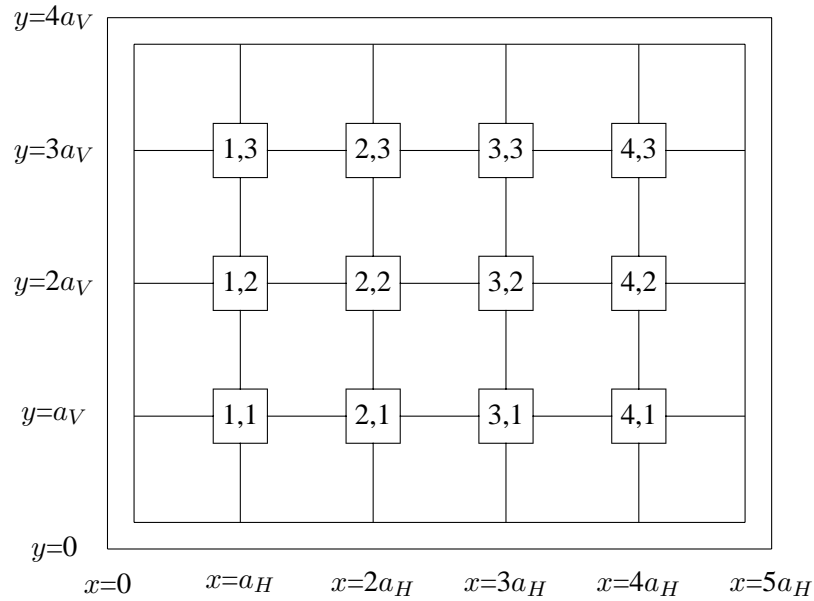 y=4a_V
y=3a_V 1,3 2,3 3,3 4,3
y=2a_V 1,2 2,2 3,2 4,2
y=a_V 1,1 2,1 3,1 4,1
y=0
x=0 x=a_H x=2a_H x=3a_H x=4a_H x=5a_H